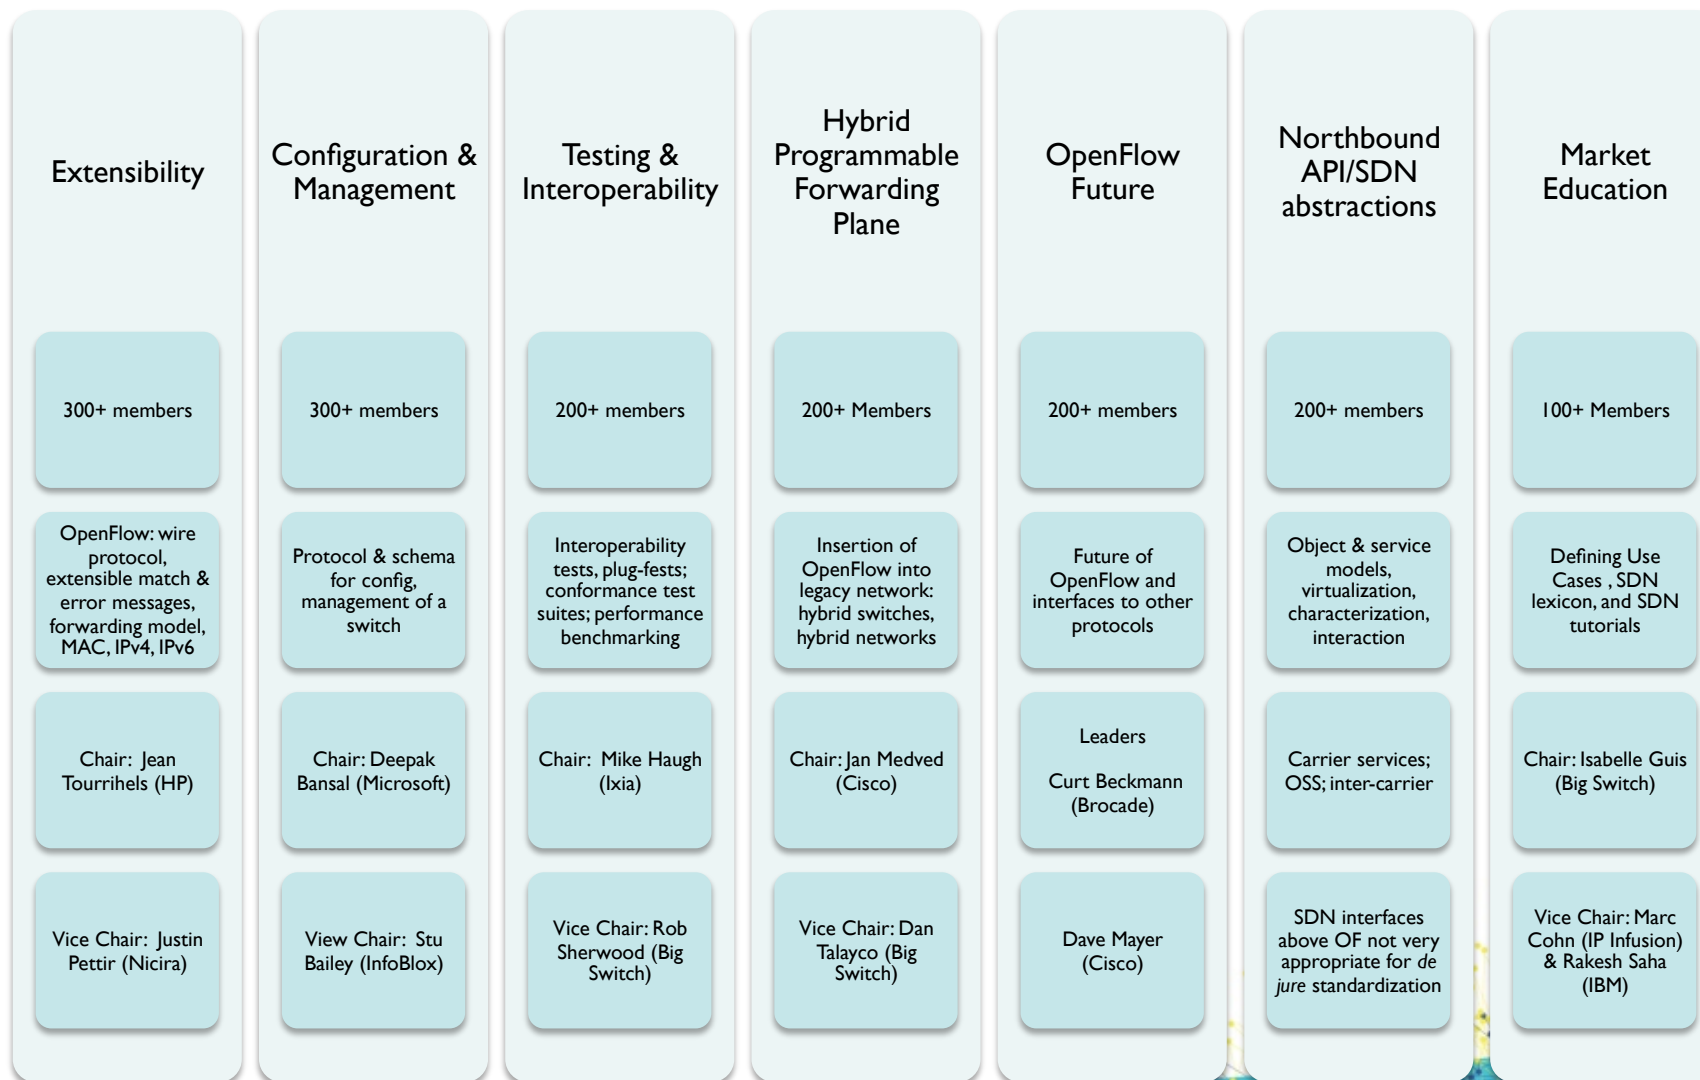 Extensibility
300+ members
OpenFlow: wire
protocol,
extensible match &
error messages,
forwarding model,
MAC, IPv4, IPv6
Chair: Jean
Tourrihels (HP)
Vice Chair: Justin
Pettir (Nicira)
Configuration &
Management
300+ members
Protocol & schema
for config,
management of a
switch
Chair: Deepak
Bansal (Microsoft)
View Chair: Stu
Bailey (InfoBlox)
Testing &
Interoperability
200+ members
Interoperability
tests, plug-fests;
conformance test
suites; performance
benchmarking
Chair: Mike Haugh
(Ixia)
Vice Chair: Rob
Sherwood (Big
Switch)
Hybrid
Programmable
Forwarding
Plane
200+ Members
Insertion of
OpenFlow into
legacy network:
hybrid switches,
hybrid networks
Chair: Jan Medved
(Cisco)
Vice Chair: Dan
Talayco (Big
Switch)
OpenFlow
Future
200+ members
Future of
OpenFlow and
interfaces to other
protocols
Leaders
Curt Beckmann
(Brocade)
Dave Mayer
(Cisco)
Northbound
API/SDN
abstractions
200+ members
Object & service
models,
virtualization,
characterization,
interaction
Carrier services;
OSS; inter-carrier
SDN interfaces
above OF not very
appropriate for de
jure standardization
Market
Education
100+ Members
Defining Use
Cases , SDN
lexicon, and SDN
tutorials
Chair: Isabelle Guis
(Big Switch)
Vice Chair: Marc
Cohn (IP Infusion)
& Rakesh Saha
(IBM)